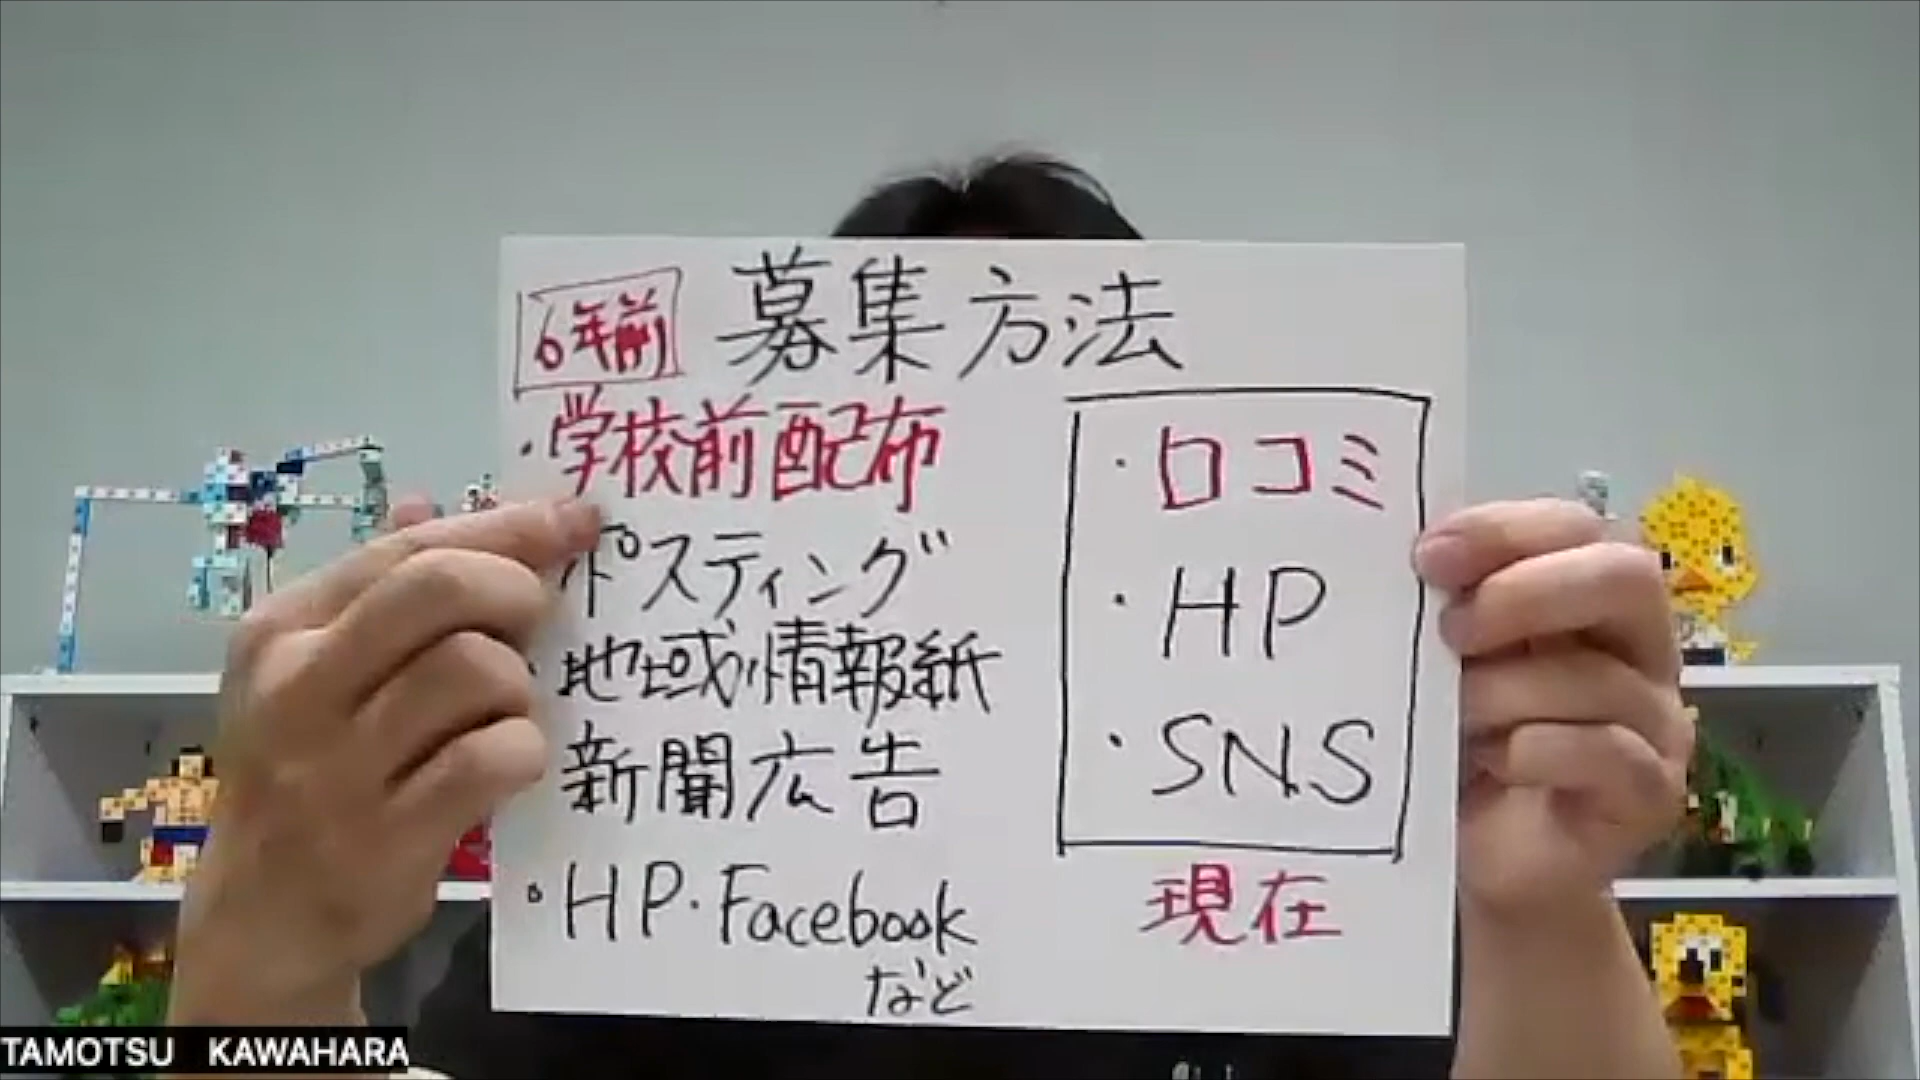 6年前
募集方法
・学校前配布
ポスティング
・地域情報紙
新聞広告
・HP・Facebook
など
・口コミ
・HP
・SNS
現在
TAMOTSU KAWAHARA